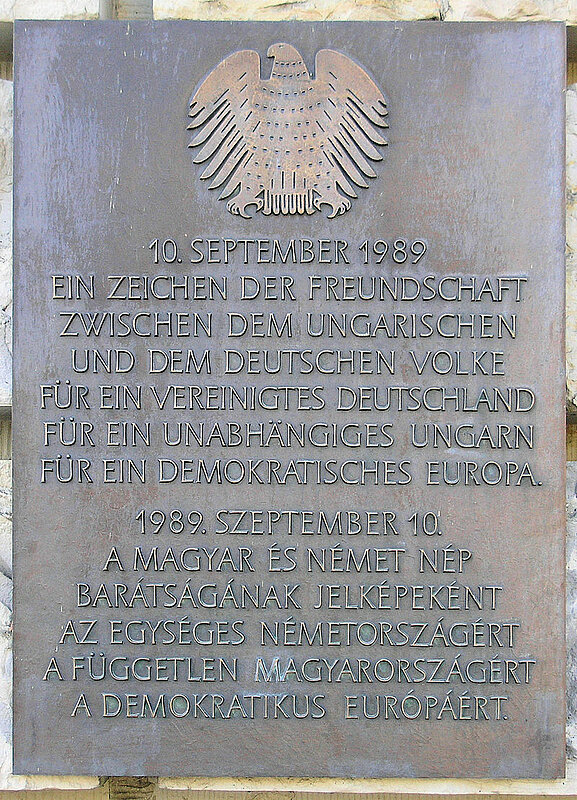 10. SEPTEMBER 1989
EIN ZEICHEN DER FREUNDSCHAFT
ZWISCHEN DEM UNGARISCHEN
UND DEM DEUTSCHEN VOLKE
FÜR EIN VEREINIGTES DEUTSCHLAND
FÜR EIN UNABHÄNGIGES UNGARN
FÜR EIN DEMOKRATISCHES EUROPA.
1989. SZEPTEMBER 10.
A MAGYAR ÉS NÉMET NÉP
BARÁTSÁGÁNAK JELKÉPEKÉNT
AZ EGYSÉGES NÉMETORSZÁGÉRT
A FÜGGETLEN MAGYARORSZÁGÉRT
A DEMOKRATIKUS EURÓPÁÉRT.